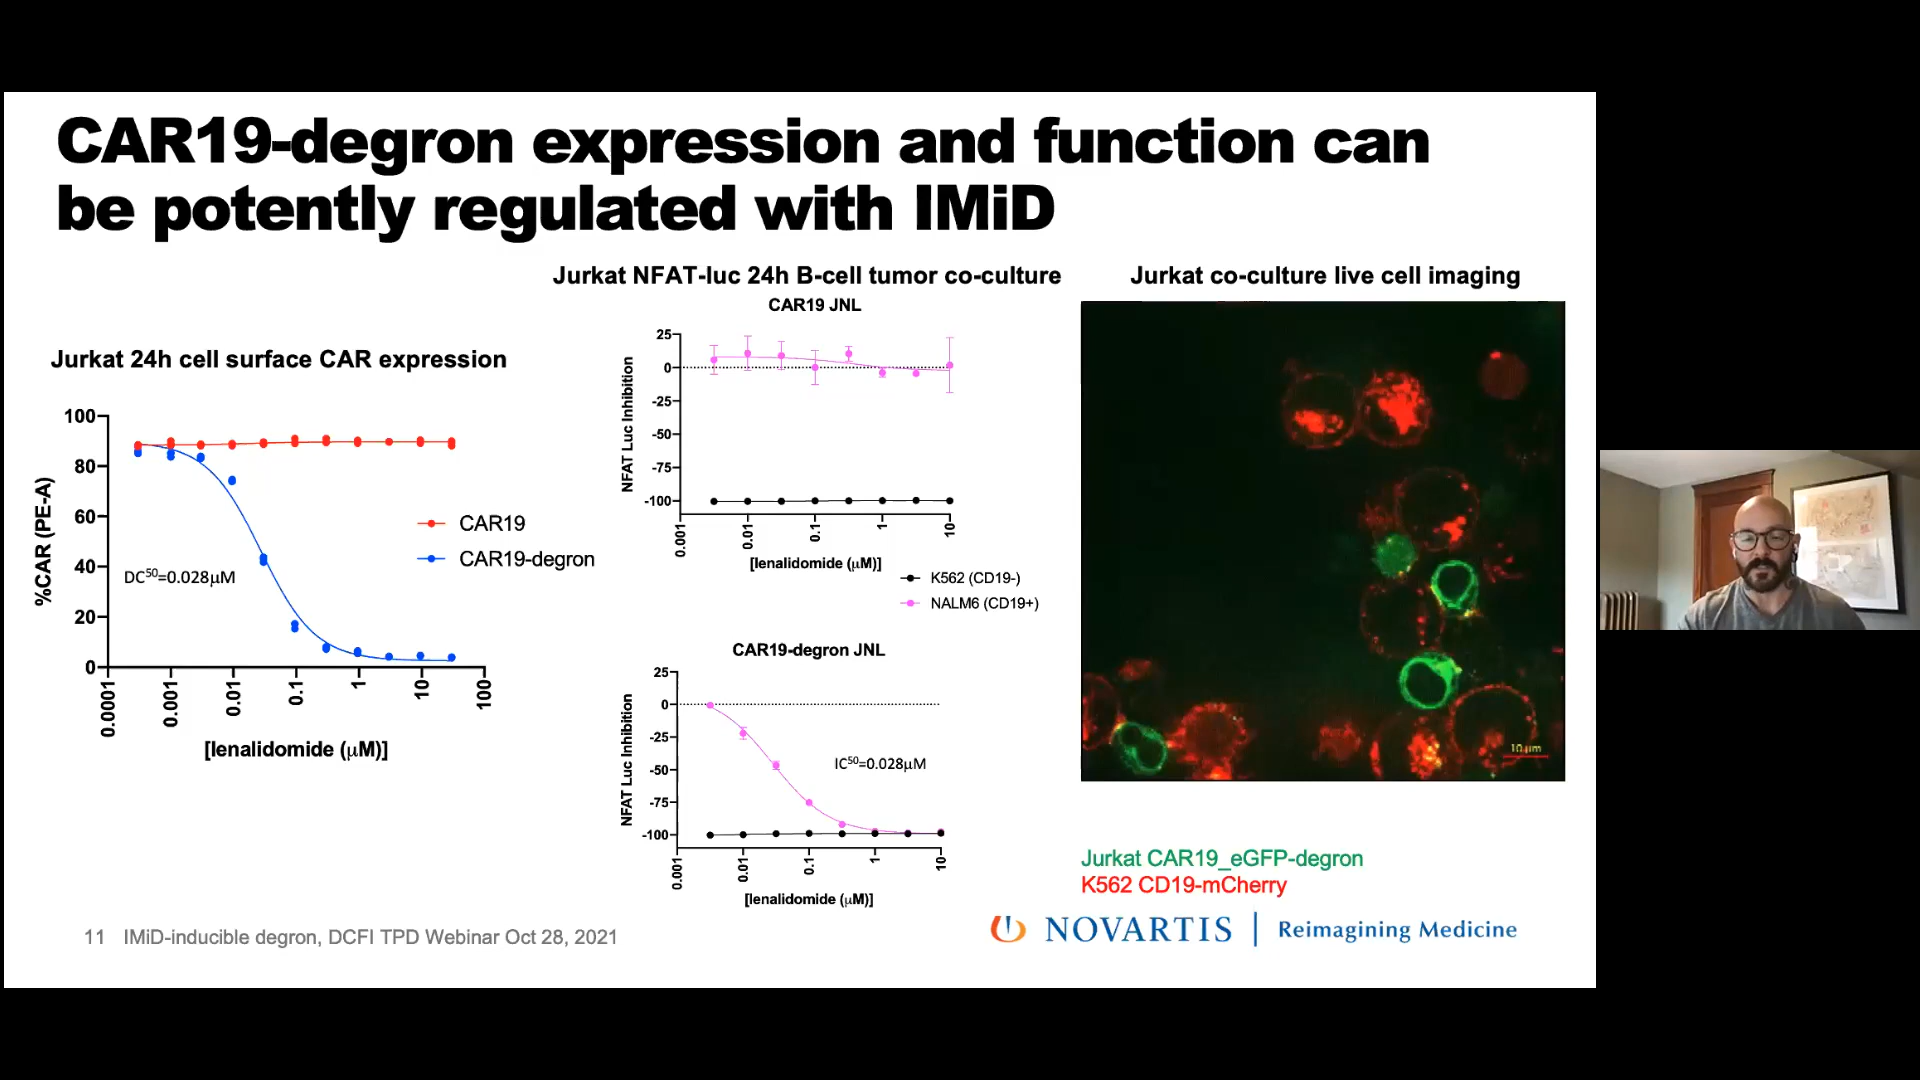 CAR19-degron expression and function can
be potently regulated with IMiD
Jurkat 24h cell surface CAR expression
%CAR (PE-A)
100
80
60
40
20
0
0.0001
0.001
0.01
0.1
1
10
100
[lenalidomide (μM)]
DC50=0.028μM
CAR19
CAR19-degron
Jurkat NFAT-luc 24h B-cell tumor co-culture
CAR19 JNL
NFAT Luc Inhibition
25
0
-25
-50
-75
-100
0.001
0.01
0.1
1
10
[lenalidomide (μM)]
K562 (CD19-)
NALM6 (CD19+)
CAR19-degron JNL
NFAT Luc Inhibition
25
0
-25
-50
-75
-100
IC50=0.028μM
0.001
0.01
0.1
1
10
[lenalidomide (μM)]
Jurkat co-culture live cell imaging
10 μm
Jurkat CAR19_eGFP-degron
K562 CD19-mCherry
11 IMiD-inducible degron, DCFI TPD Webinar Oct 28, 2021
NOVARTIS | Reimagining Medicine